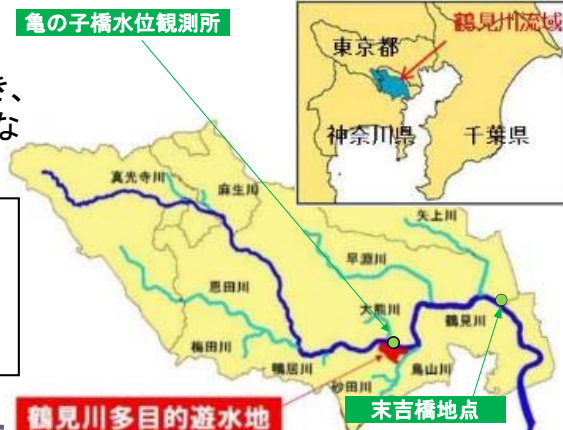 亀の子橋水位観測所
き、
な
東京都
鶴見川流域
神奈川県
千葉県
真光寺川
麻生川
矢上川
早淵川
恩田川
大熊川
鶴見川
梅田川
鴨居川
鳥山川
砂田川
鶴見川多目的遊水地
末吉橋地点